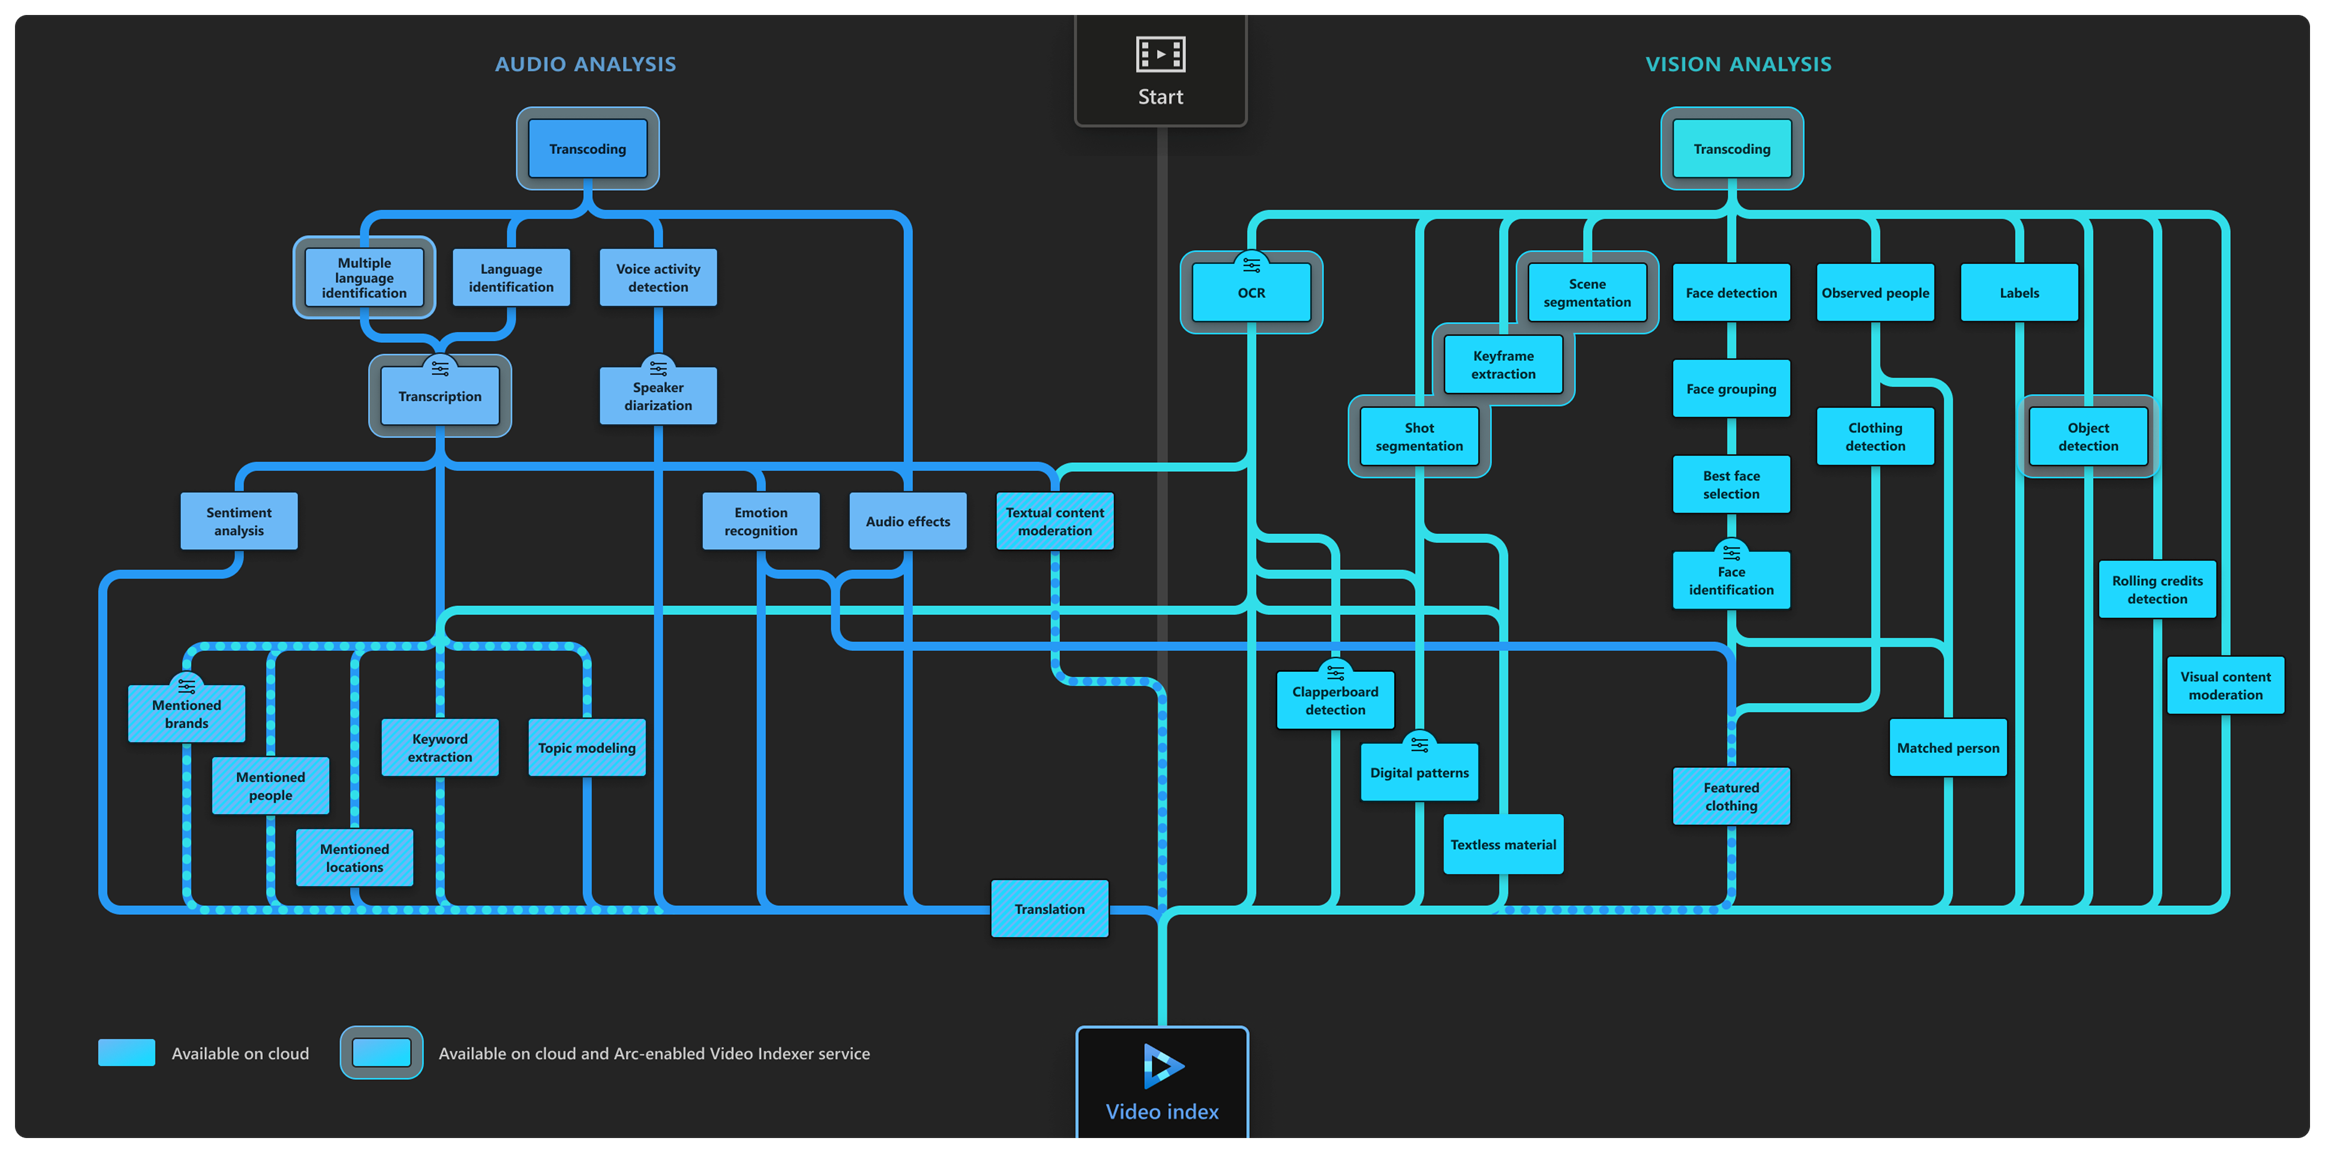 AUDIO ANALYSIS
Start
VISION ANALYSIS
Transcoding
Transcoding
Multiple
language
identification
Language
identification
Voice activity
detection
Transcription
Speaker
diarization
Sentiment
analysis
Emotion
recognition
Audio effects
Textual content
moderation
Mentioned
brands
Mentioned
people
Mentioned
locations
Keyword
extraction
Topic modeling
Translation
OCR
Scene
segmentation
Keyframe
extraction
Shot
segmentation
Face detection
Face grouping
Best face
selection
Face
identification
Observed people
Clothing
detection
Labels
Object
detection
Rolling credits
detection
Visual content
moderation
Clapperboard
detection
Digital patterns
Textless material
Featured
clothing
Matched person
Available on cloud
Available on cloud and Arc-enabled Video Indexer service
Video index